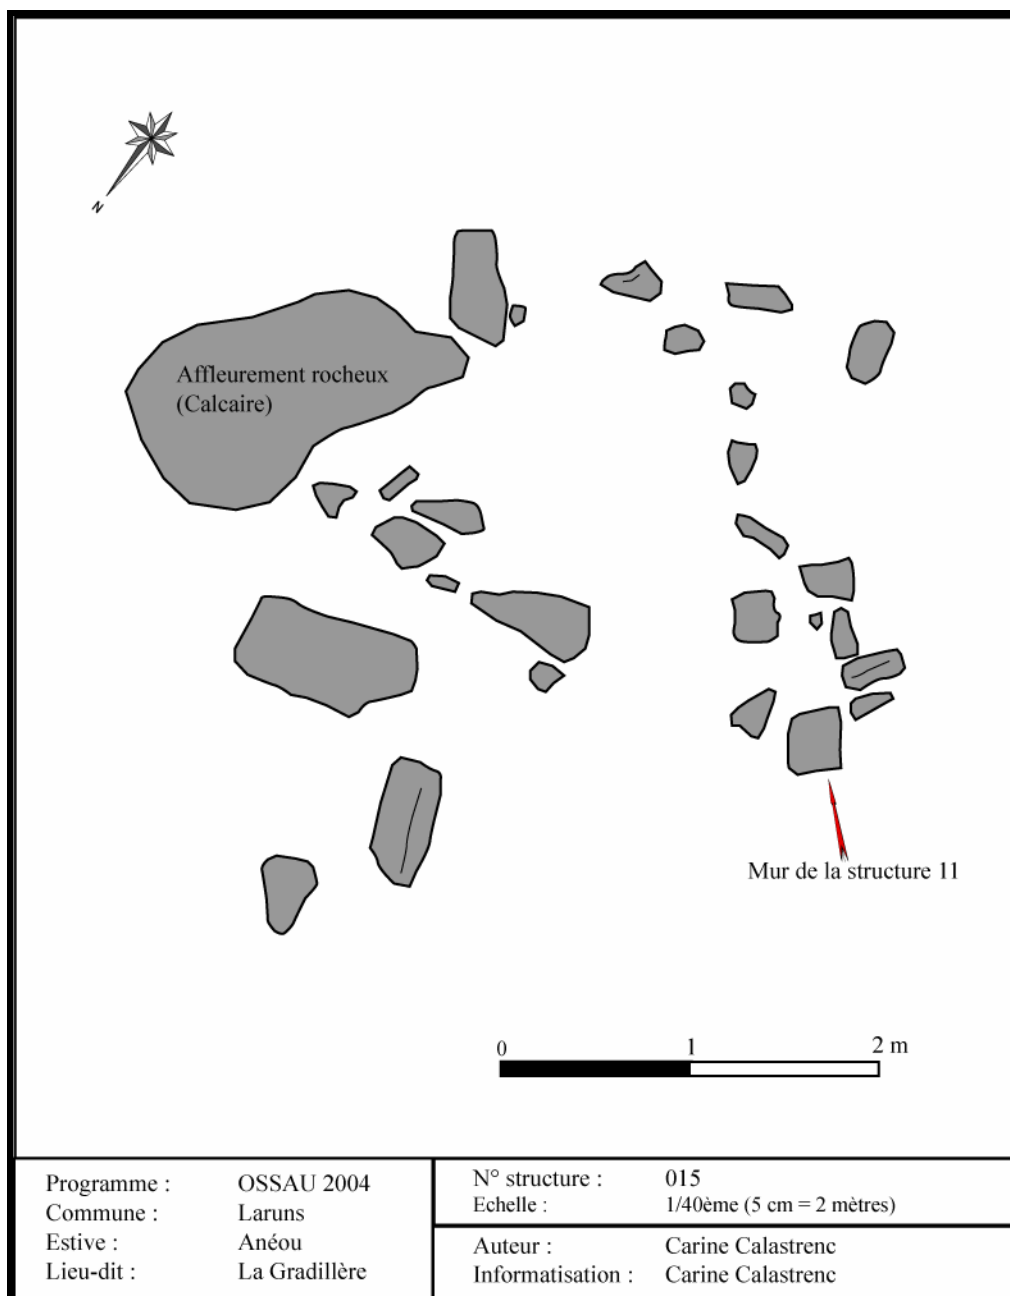 N
Affleurement rocheux
(Calcaire)
Mur de la structure 11
0 1 2 m
Programme : OSSAU 2004
Commune : Laruns
Estive : Anéou
Lieu-dit : La Gradillère
N° structure : 015
Echelle : 1/40ème (5 cm = 2 mètres)
Auteur : Carine Calastrenc
Informatisation : Carine Calastrenc